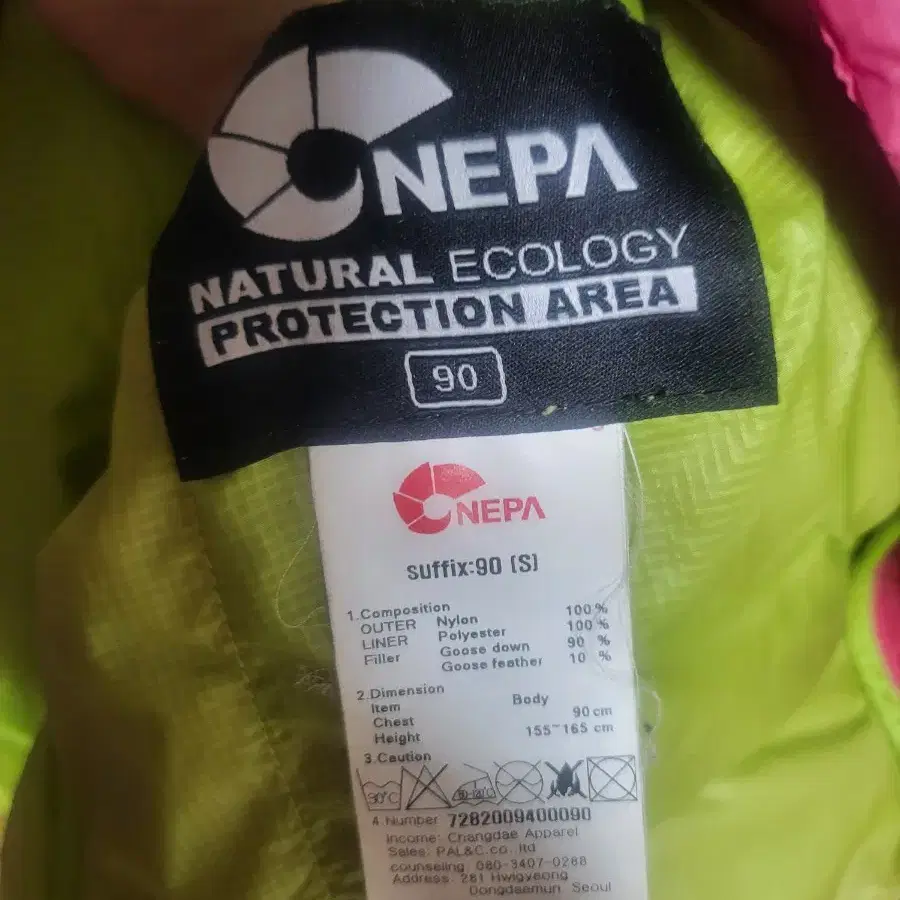 NEPA
NATURAL ECOLOGY
PROTECTION AREA
90
NEPA
suffix:90 (S)
1.Composition
OUTER Nylon 100 %
LINER Polyester 100 %
Filler Goose down 90 %
Goose feather 10 %
2.Dimension
Item Body
Chest 90 cm
Height 155~165 cm
3.Caution
30°C
4.Number 7282009400090
Income: Changdae Apparel
Sales: PAL&C.co., ltd
counseling 080-3407-0288
Address: 281 Hwigyeong
Dongdaemun, Seoul